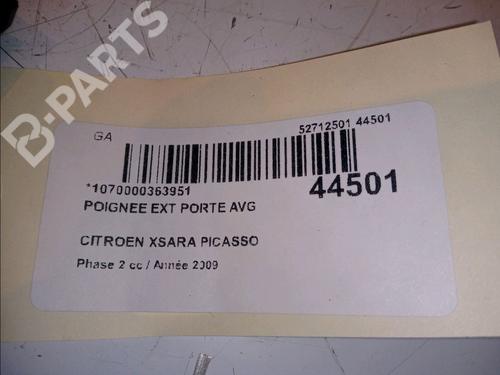 B-PARTS
GA
52712501 44501
*1070000363951
44501
POIGNEE EXT PORTE AVG
CITROEN XSARA PICASSO
Phase 2 cc / Année 2009